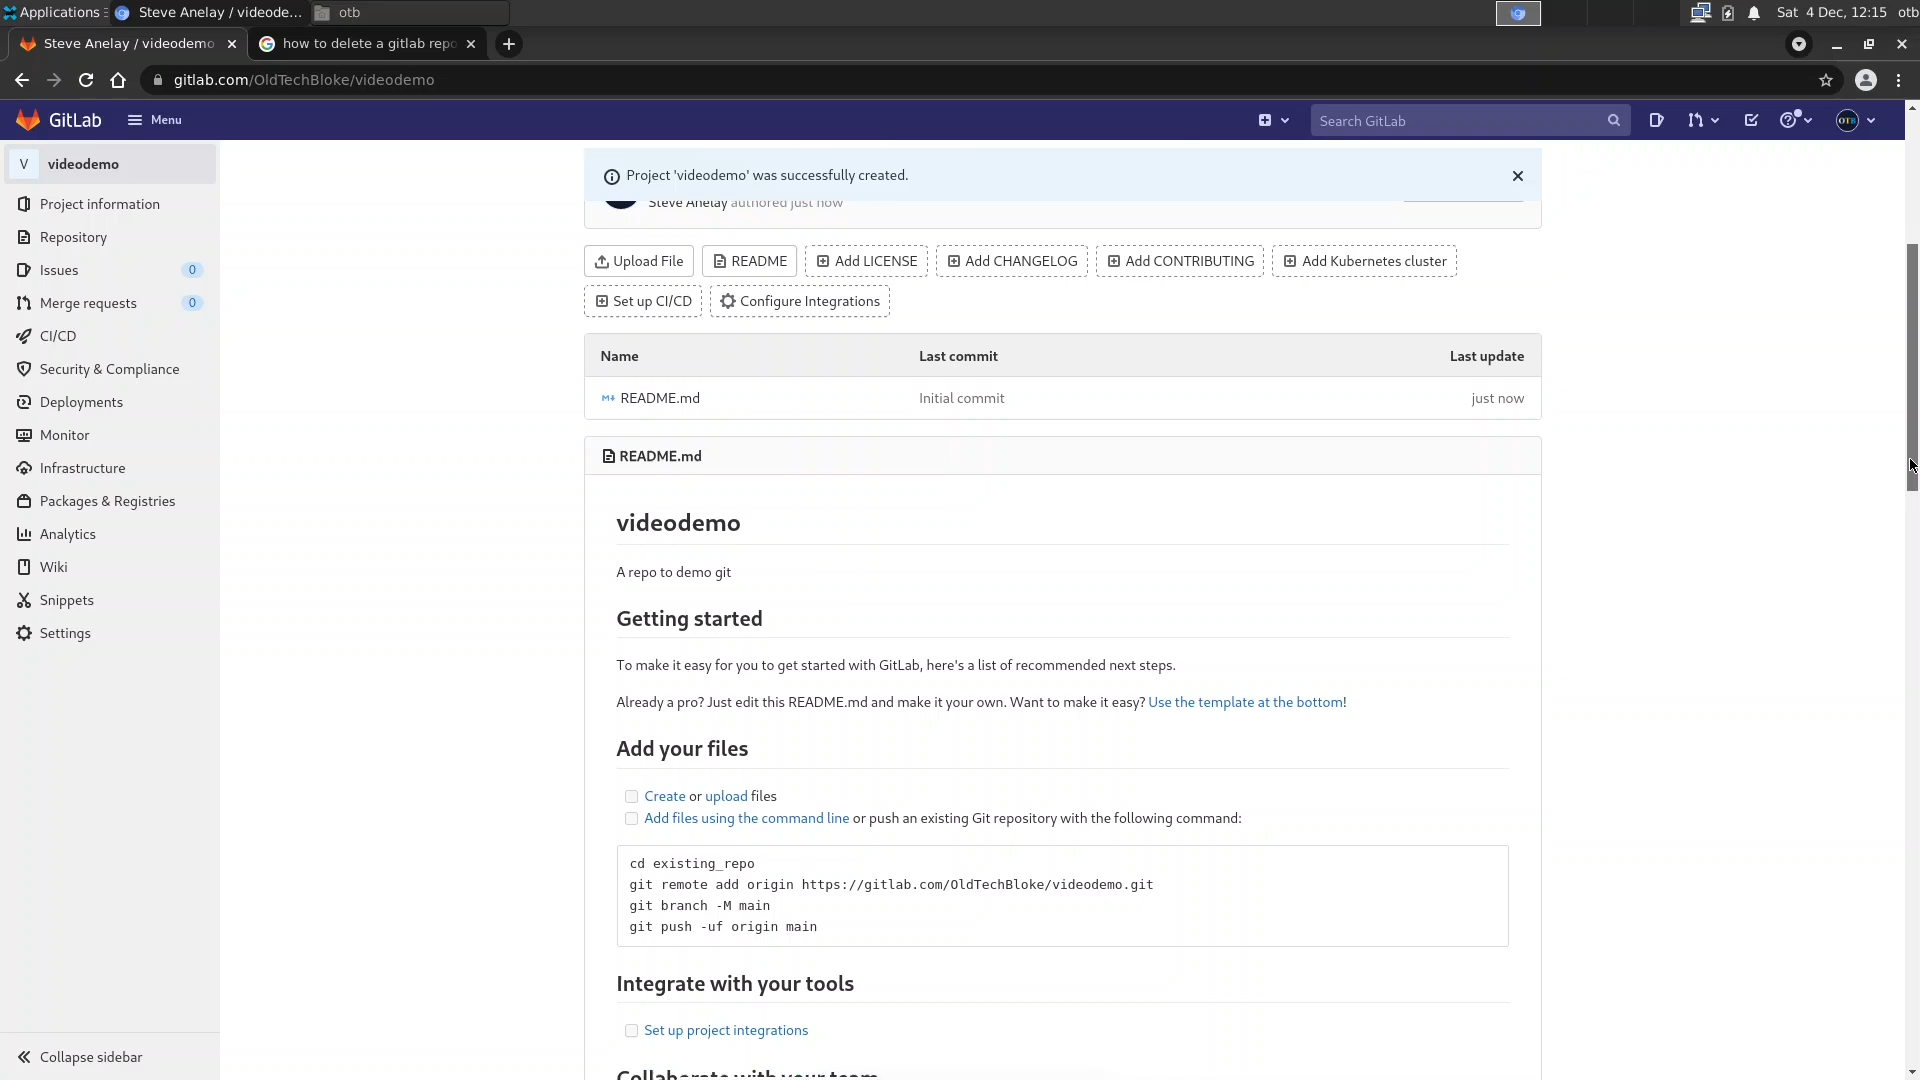 Applications Steve Anelay / videode... otb Sat 4 Dec, 12:15 otb
Steve Anelay / videodemo how to delete a gitlab repo
gitlab.com/OldTechBloke/videodemo
GitLab Menu Search GitLab OTB
V videodemo
Project information
Repository
Issues 0
Merge requests 0
CI/CD
Security & Compliance
Deployments
Monitor
Infrastructure
Packages & Registries
Analytics
Wiki
Snippets
Settings
Collapse sidebar
Project 'videodemo' was successfully created.
Steve Anelay authored just now
Upload File README Add LICENSE Add CHANGELOG Add CONTRIBUTING Add Kubernetes cluster
Set up CI/CD Configure Integrations
Name Last commit Last update
README.md Initial commit just now
README.md
videodemo
A repo to demo git
Getting started
To make it easy for you to get started with GitLab, here's a list of recommended next steps.
Already a pro? Just edit this README.md and make it your own. Want to make it easy? Use the template at the bottom!
Add your files
Create or upload files
Add files using the command line or push an existing Git repository with the following command:
cd existing_repo
git remote add origin https://gitlab.com/OldTechBloke/videodemo.git
git branch -M main
git push -uf origin main
Integrate with your tools
Set up project integrations
Collaborate with your team